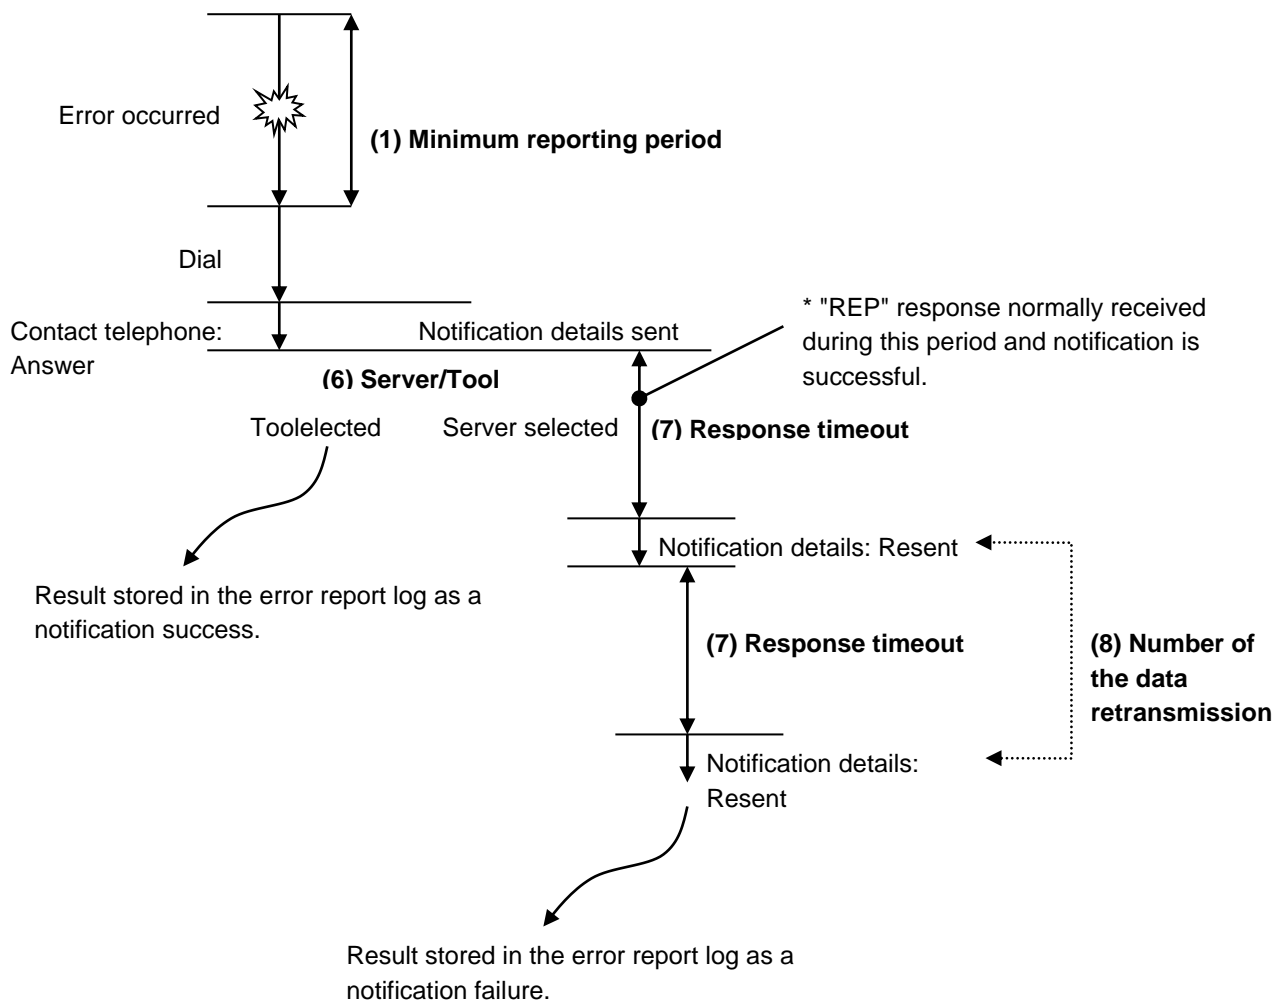 Error occurred
(1) Minimum reporting period
Dial
* "REP" response normally received
during this period and notification is
successful.
Contact telephone:
Answer
Notification details sent
(6) Server/Tool
Toolelected
Server selected
(7) Response timeout
Notification details: Resent
Result stored in the error report log as a
notification success.
(7) Response timeout
(8) Number of
the data
retransmission
Notification details:
Resent
Result stored in the error report log as a
notification failure.